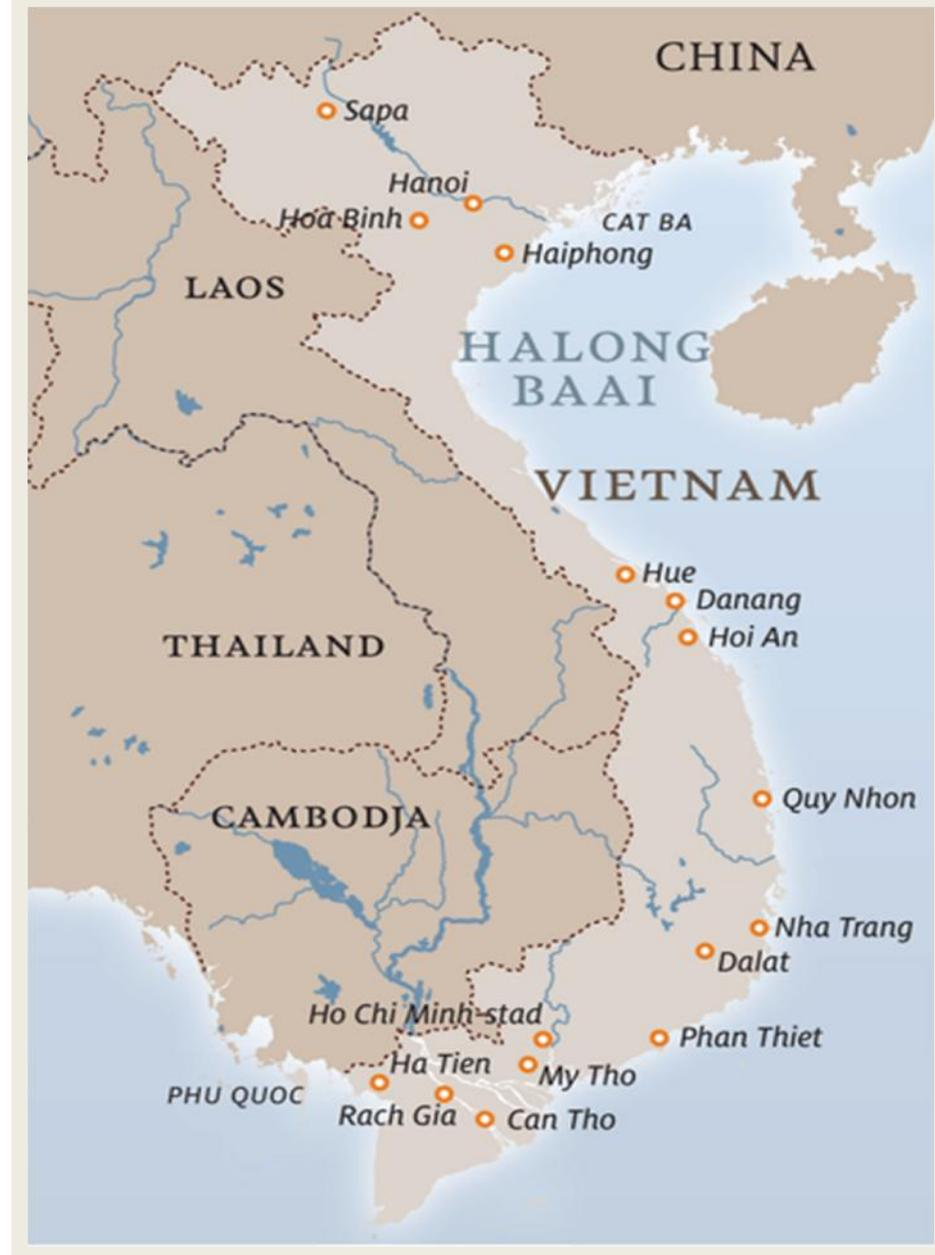 CHINA
Sapa
Hanoi
Hoa Binh
CAT BA
Haiphong
LAOS
HALONG
BAAI
VIETNAM
Hue
Danang
Hoi An
THAILAND
Quy Nhon
CAMBODJA
Nha Trang
Dalat
Ho Chi Minh-stad
Phan Thiet
Ha Tien
My Tho
PHU QUOC
Rach Gia
Can Tho